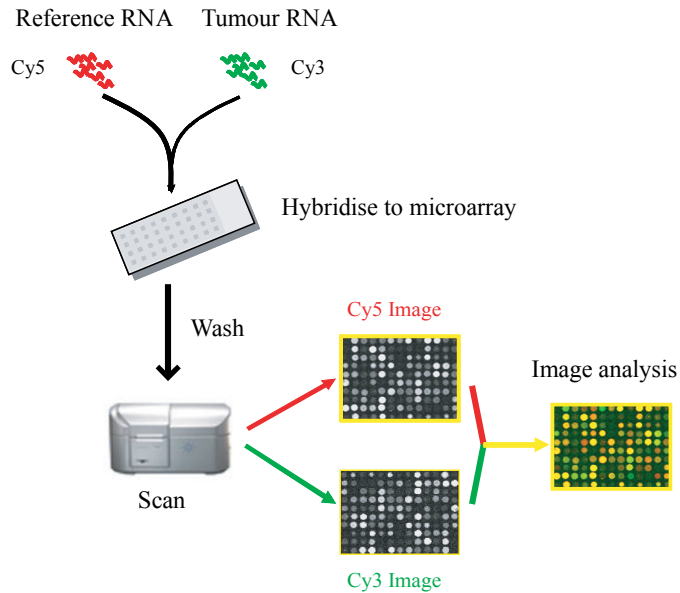 Reference RNA
Tumour RNA
Cy5
Cy3
Hybridise to microarray
Wash
Cy5 Image
Image analysis
Scan
Cy3 Image